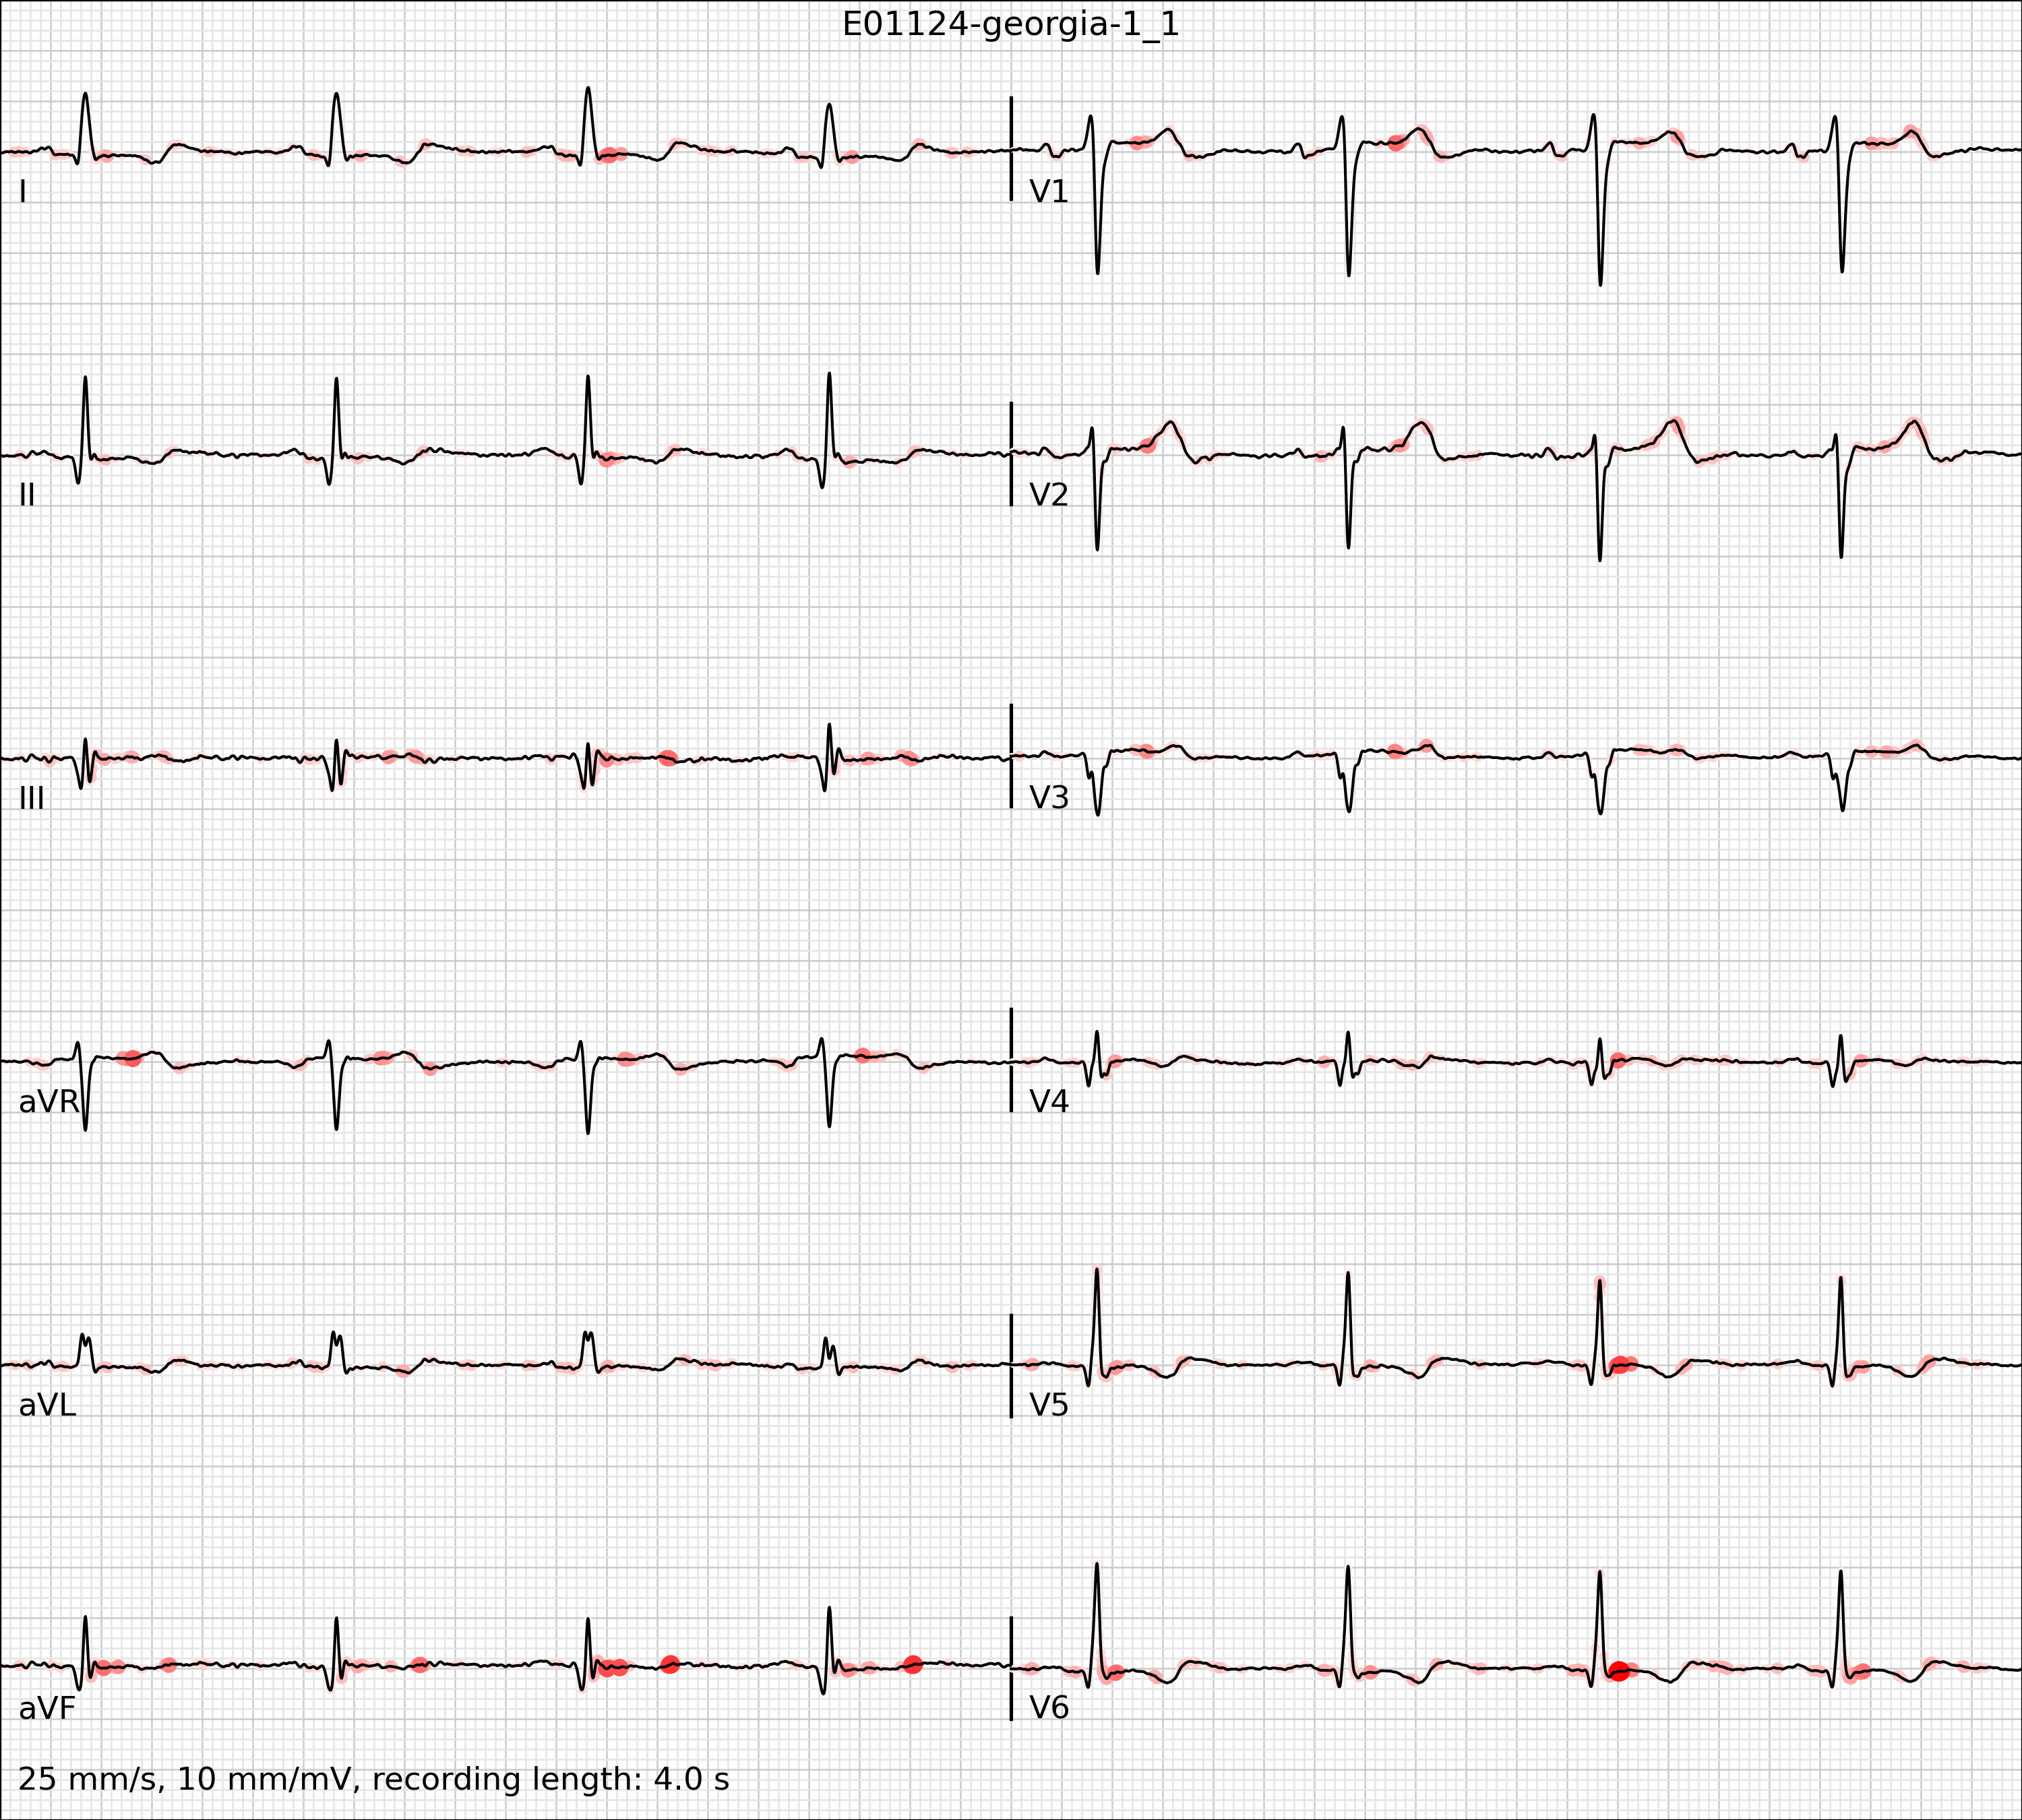 E01124-georgia-1_1
I
V1
II
V2
III
V3
aVR
V4
aVL
V5
aVF
V6
25 mm/s, 10 mm/mV, recording length: 4.0 s